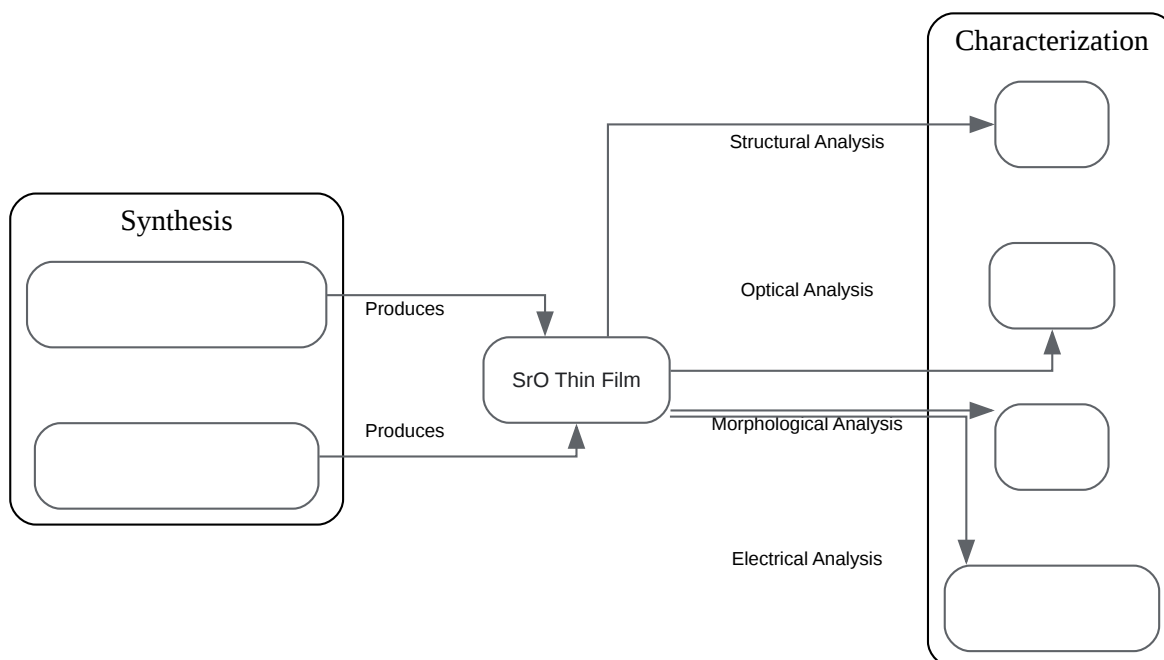 Characterization
Structural Analysis
Synthesis
Optical Analysis
Produces
SrO Thin Film
Morphological Analysis
Produces
Electrical Analysis